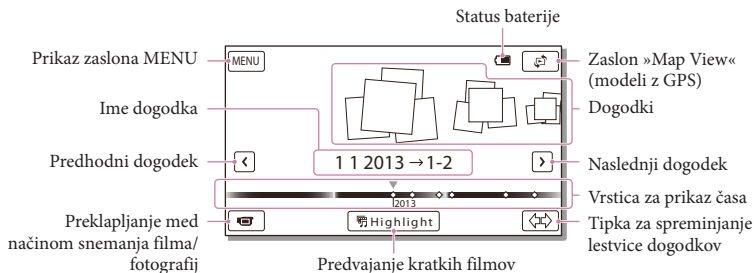 Status baterije
Prikaz zaslona MENU
MENU
Zaslon »Map View«
(modeli z GPS)
Ime dogodka
Dogodki
Predhodni dogodek
1 1 2013 →1-2
Naslednji dogodek
Vrstica za prikaz časa
2013
Preklapljanje med
načinom snemanja filma/
fotografij
Highlight
Tipka za spreminjanje
lestvice dogodkov
Predvajanje kratkih filmov